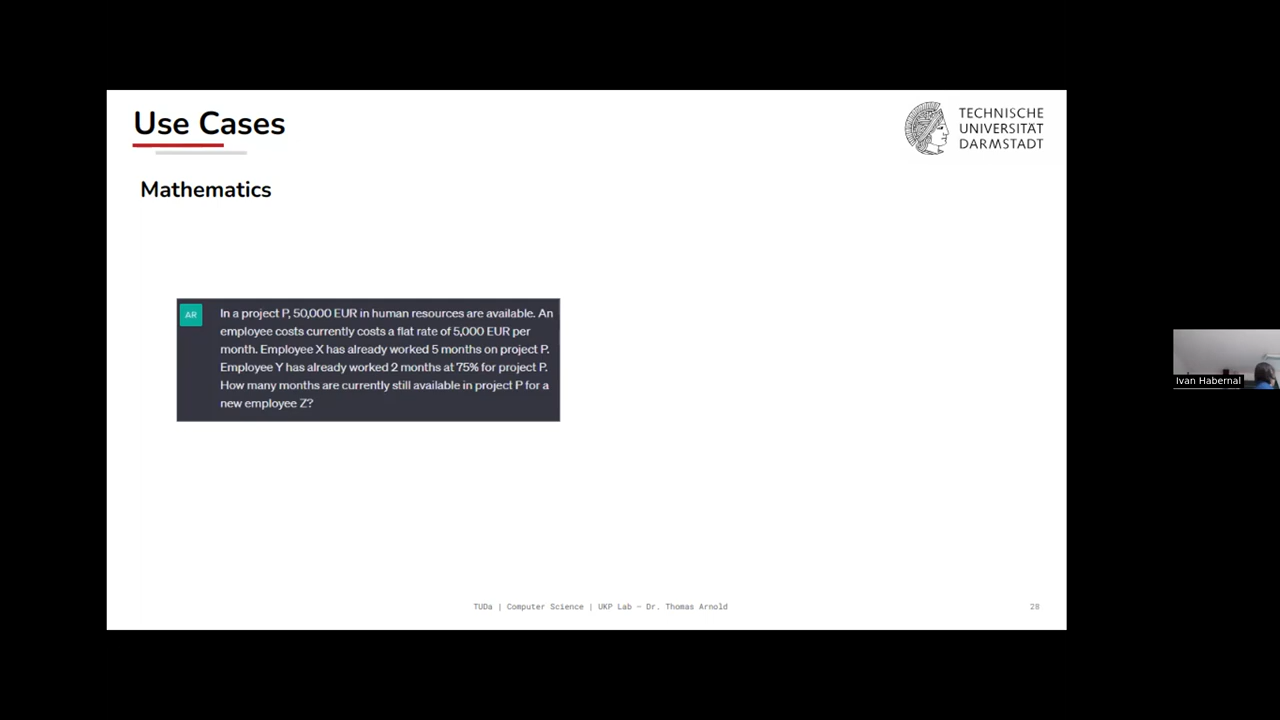 Use Cases
TECHNISCHE
UNIVERSITÄT
DARMSTADT
Mathematics
AR
In a project P, 50,000 EUR in human resources are available. An
employee costs currently costs a flat rate of 5,000 EUR per
month. Employee X has already worked 5 months on project P.
Employee Y has already worked 2 months at 75% for project P.
How many months are currently still available in project P for a
new employee Z?
Ivan Habernal
TUDa | Computer Science | UKP Lab – Dr. Thomas Arnold
28